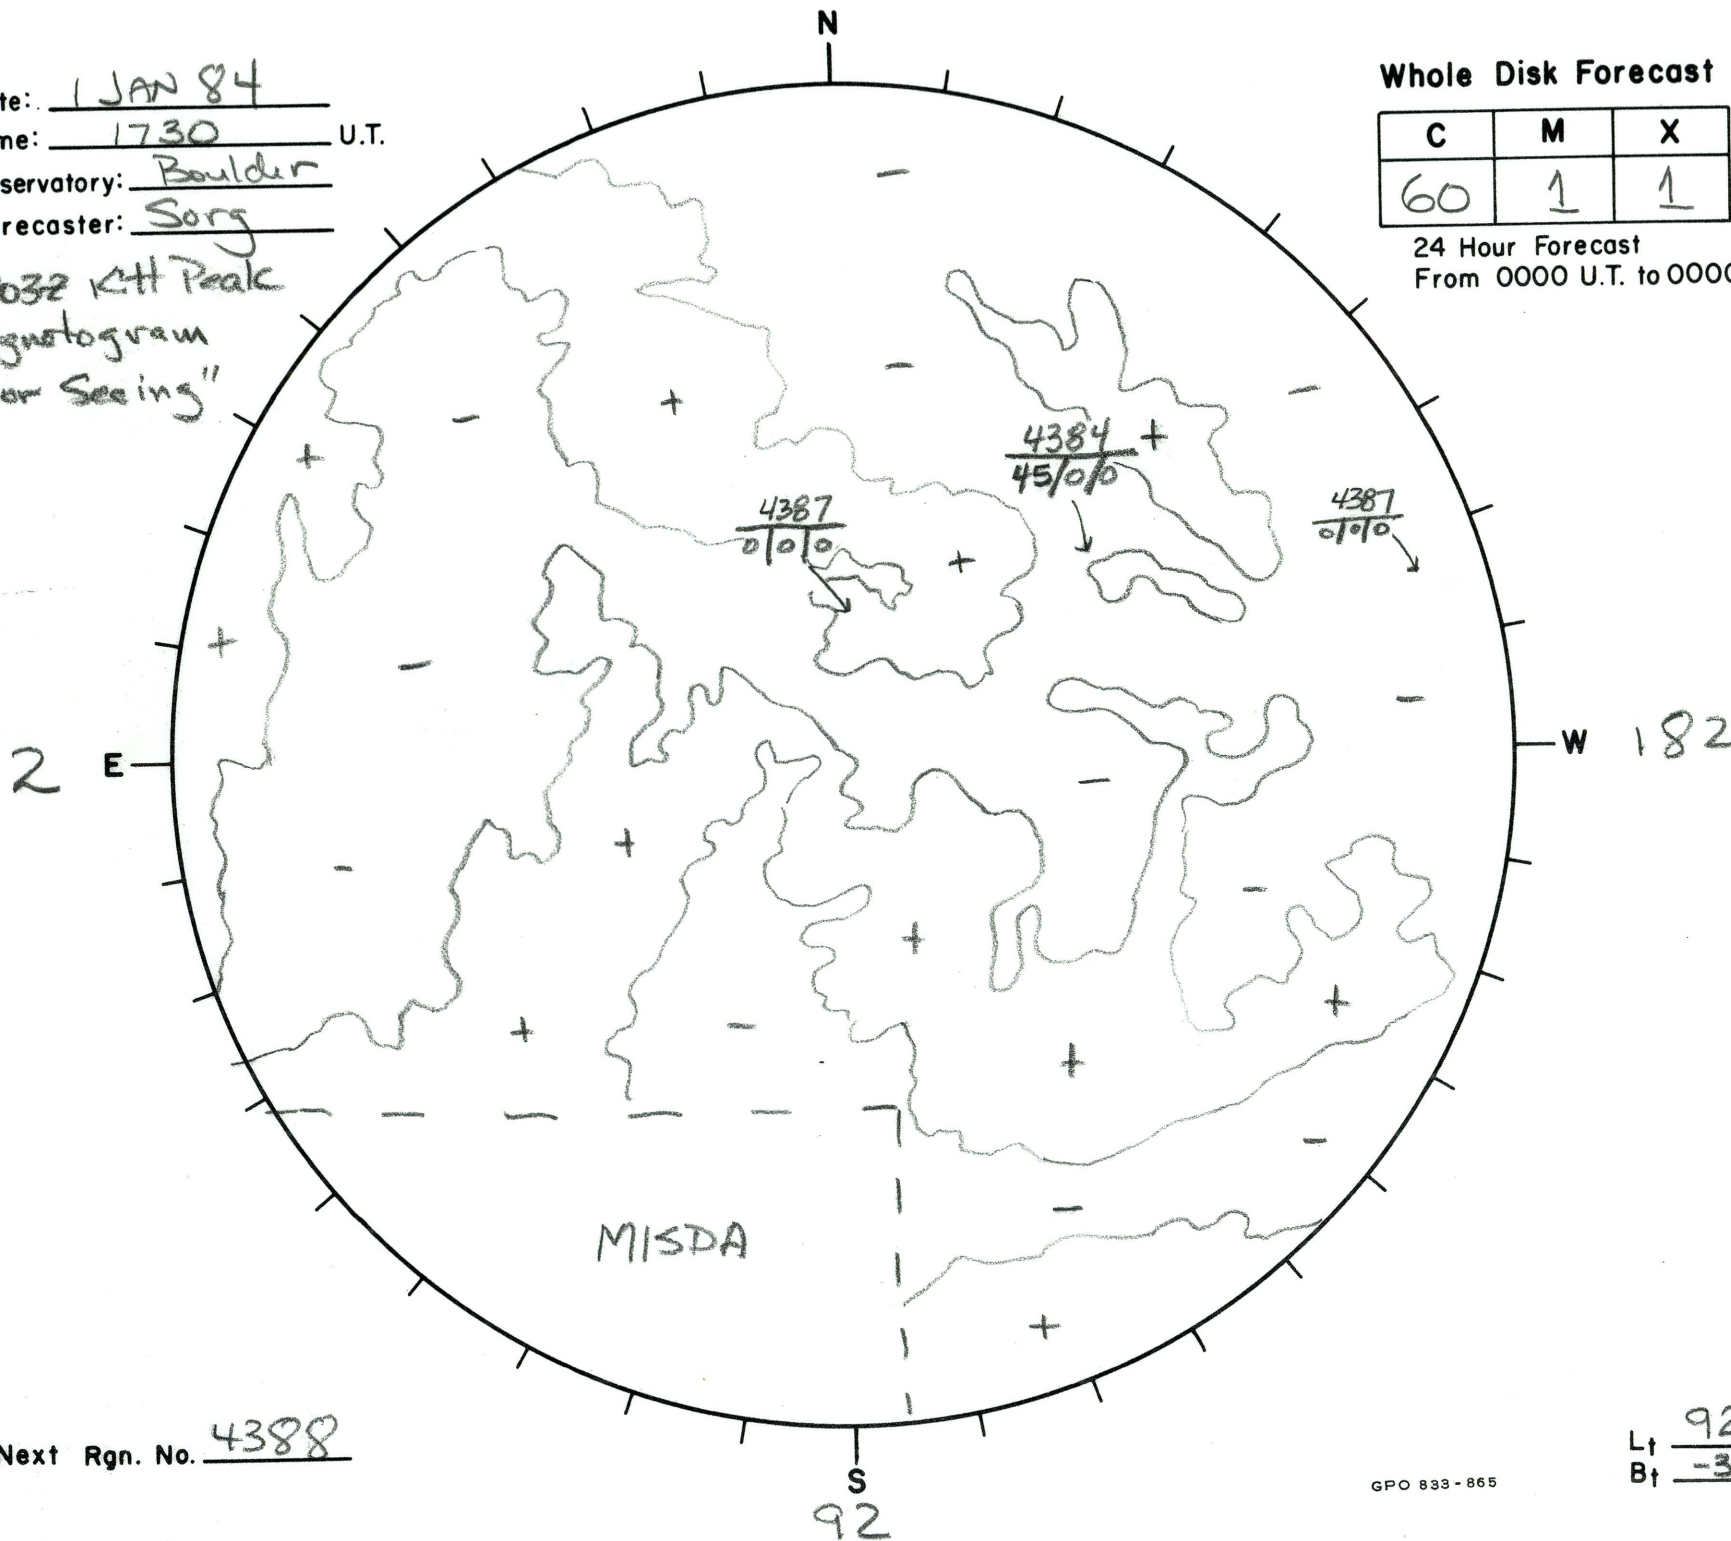 N
te: 1 JAN 84
me: 1730 U.T.
servatory: Boulder
recaster: Sorg
032 Kitt Peak
gnetogram
or Seeing"
Whole Disk Forecast
C M X
60 1 1
24 Hour Forecast
From 0000 U.T. to 0000
- 
-
-
- + +
+
4384
45/0/0
4387
0/0/0
4387
0/0/0
+
+ -
-
2 E
W 182
-
+
- -
+
+
+ -
+
-
-
MISDA
+
Next Rgn. No. 4388
S
92
Lt 92
Bt -3
GPO 833-865